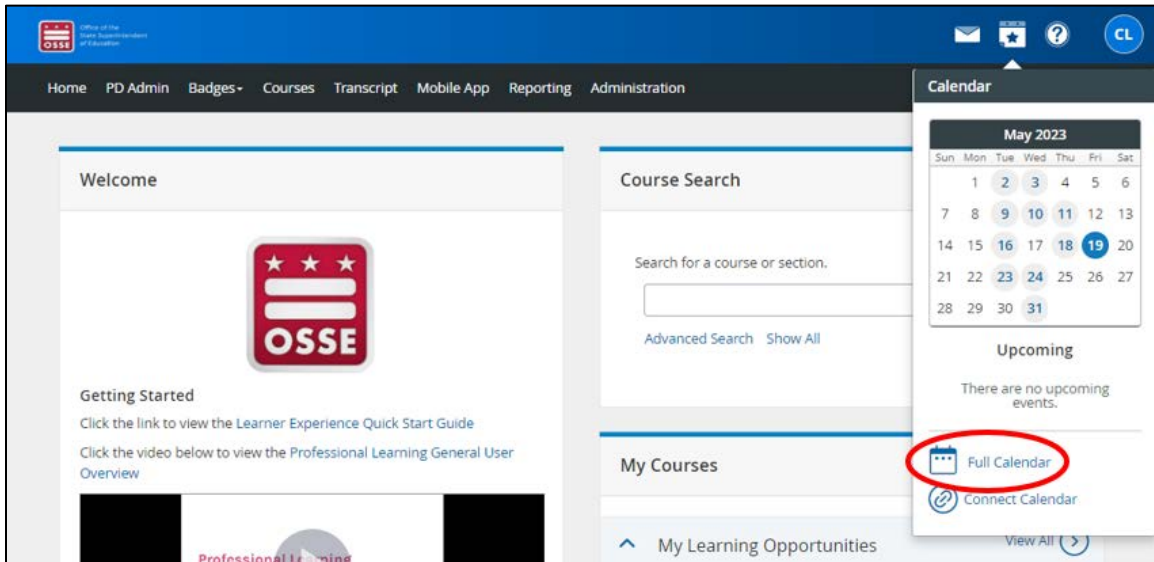 OSSE
Office of the
State Superintendent
of Education
CL
Home PD Admin Badges Courses Transcript Mobile App Reporting Administration
Calendar
May 2023
Sun Mon Tue Wed Thu Fri Sat
1 2 3 4 5 6
7 8 9 10 11 12 13
14 15 16 17 18 19 20
21 22 23 24 25 26 27
28 29 30 31
Upcoming
There are no upcoming
events.
Full Calendar
Connect Calendar
Welcome
OSSE
Getting Started
Click the link to view the Learner Experience Quick Start Guide
Click the video below to view the Professional Learning General User
Overview
Professional Learning
Course Search
Search for a course or section.
Advanced Search Show All
My Courses
My Learning Opportunities
View All